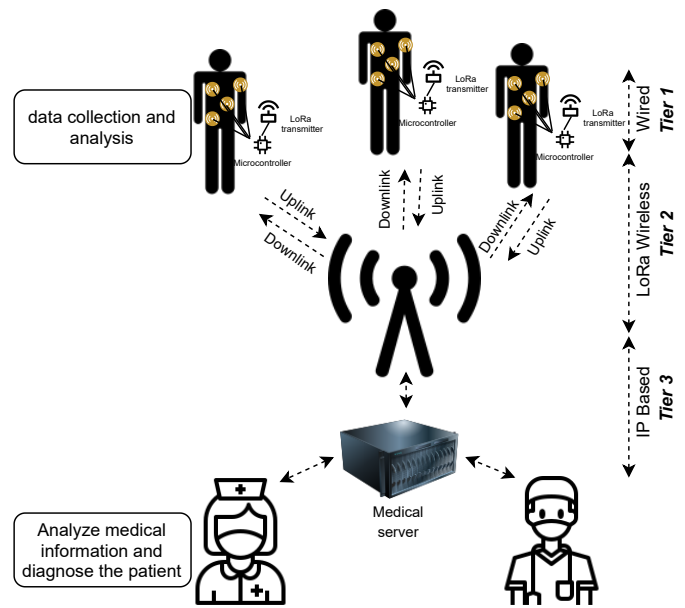 data collection and
analysis
LoRa
transmitter
Microcontroller
LoRa
transmitter
Microcontroller
LoRa
transmitter
Microcontroller
Wired
Tier 1
Uplink
Downlink
Downlink
Uplink
Downlink
Uplink
LoRa Wireless
Tier 2
IP Based
Tier 3
Medical
server
Analyze medical
information and
diagnose the patient